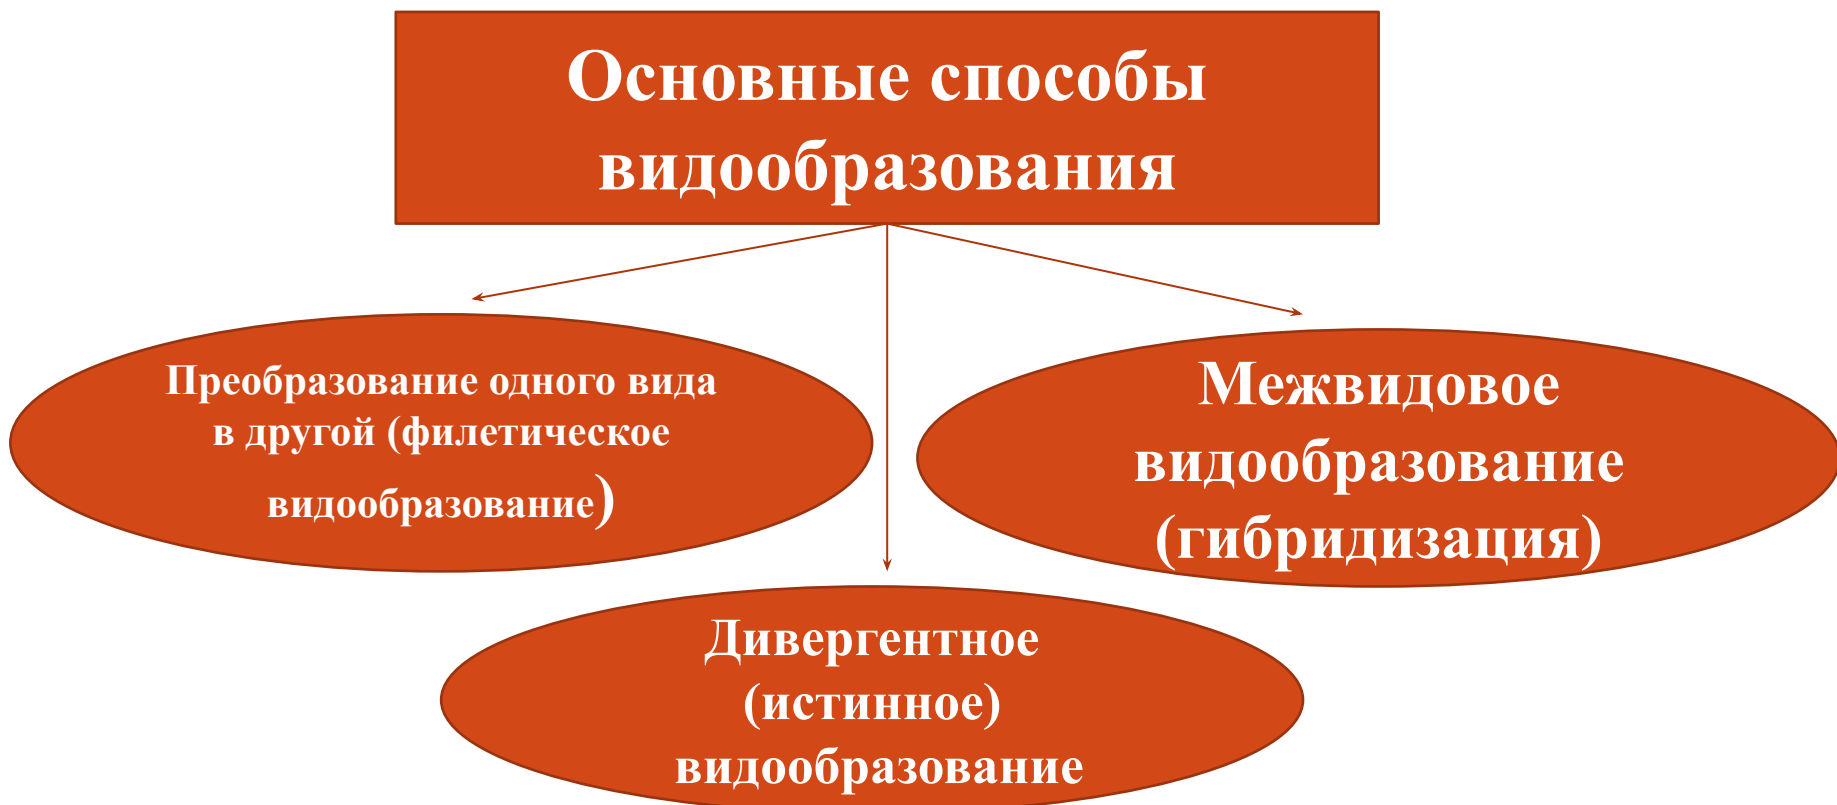 Основные способы
видообразования
Преобразование одного вида
в другой (филетическое
видообразование)
Межвидовое
видообразование
(гибридизация)
Дивергентное
(истинное)
видообразование